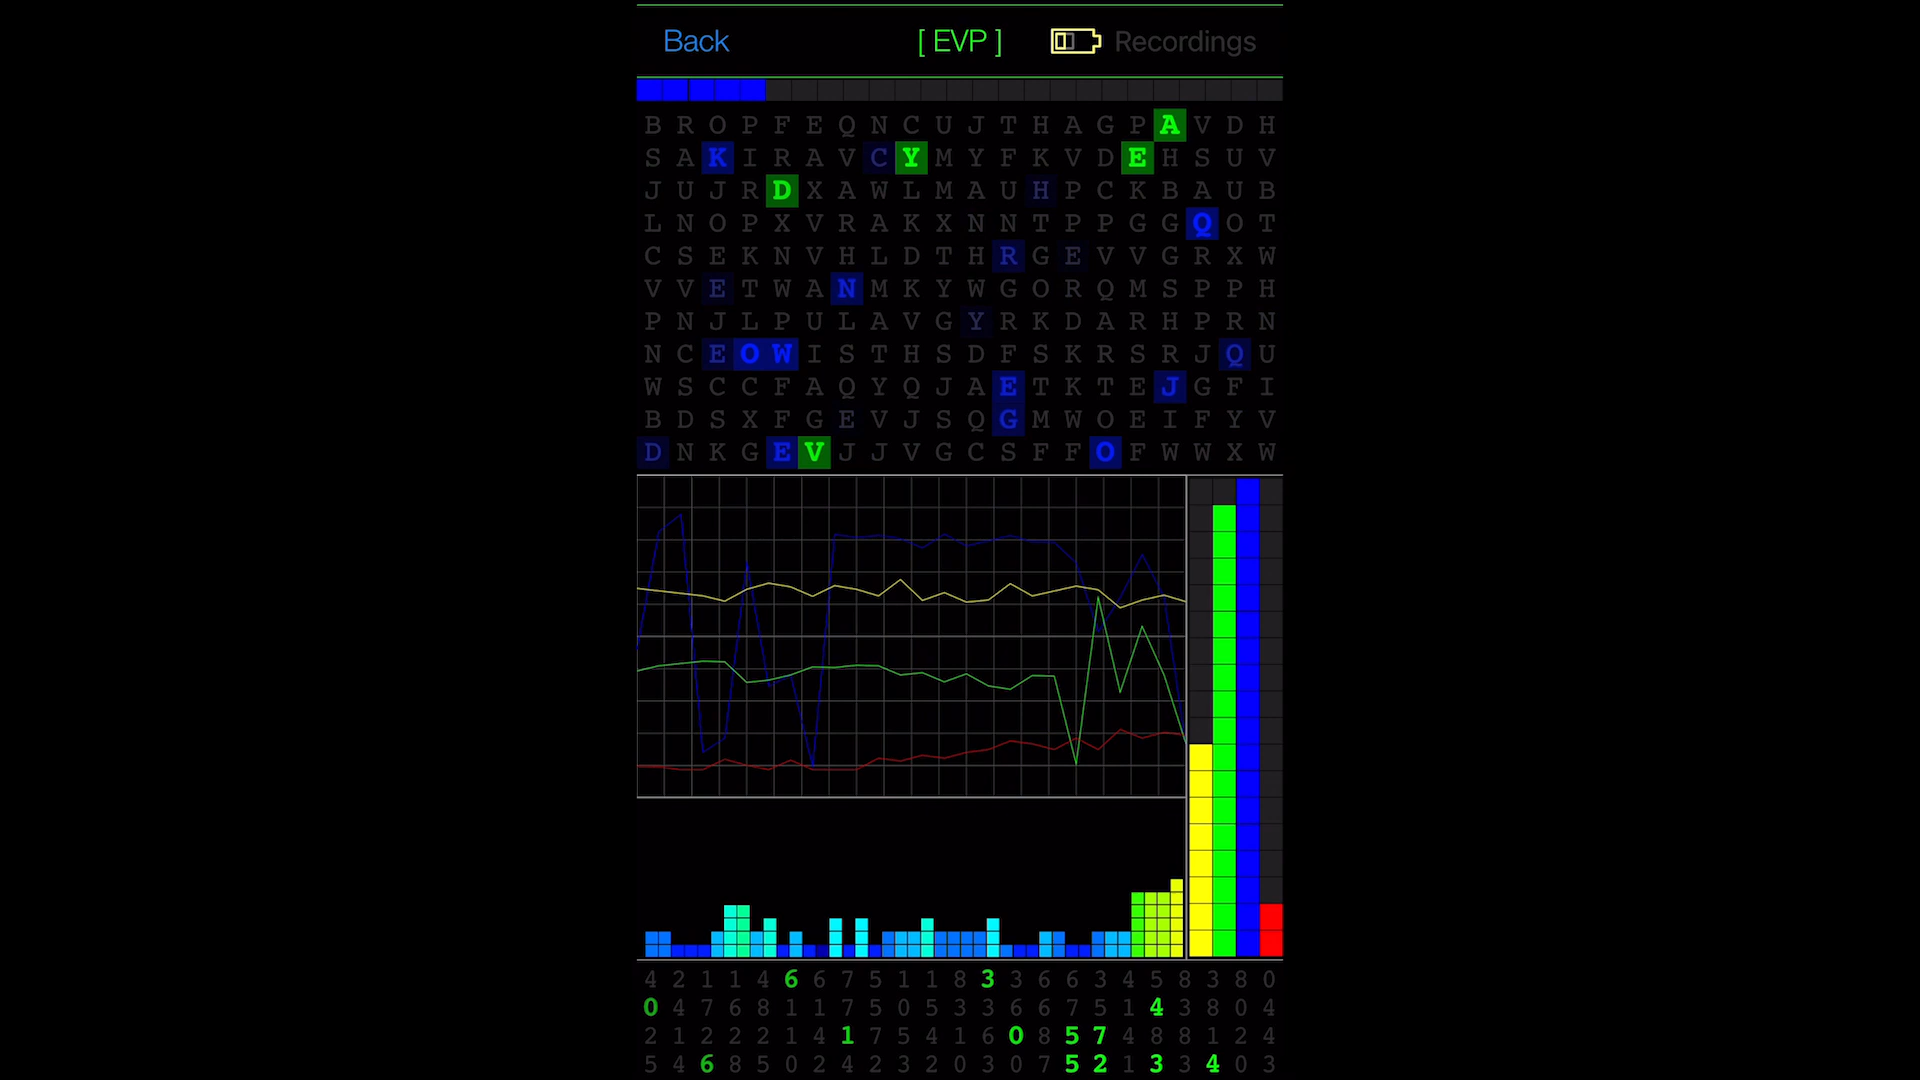 Back [ EVP ] Recordings
B R O P F E Q N C U J T H A G P A V D H
S A K I R A V C Y M Y F K V D E H S U V
J U J R D X A W L M A U H P C K B A U B
L N O P X V R A K X N N T P P G G Q O T
C S E K N V H L D T H R G E V V G R X W
V V E T W A N M K Y W G O R Q M S P P H
P N J L P U L A V G Y R K D A R H P R N
N C E O W I S T H S D F S K R S R J Q U
W S C C F A Q Y Q J A E T K T E J G F I
B D S X F G E V J S Q G M W O E I F Y V
D N K G E V J J V G C S F F O F W W X W
4 2 1 1 4 6 6 7 5 1 1 8 3 3 6 6 3 4 5 8 3 8 0
0 4 7 6 8 1 1 7 5 0 5 3 3 6 6 7 5 1 4 3 8 0 4
2 1 2 2 2 1 4 1 7 5 4 1 6 0 8 5 7 4 8 8 1 2 4
5 4 6 8 5 0 2 4 2 3 2 0 3 0 7 5 2 1 3 3 4 0 3